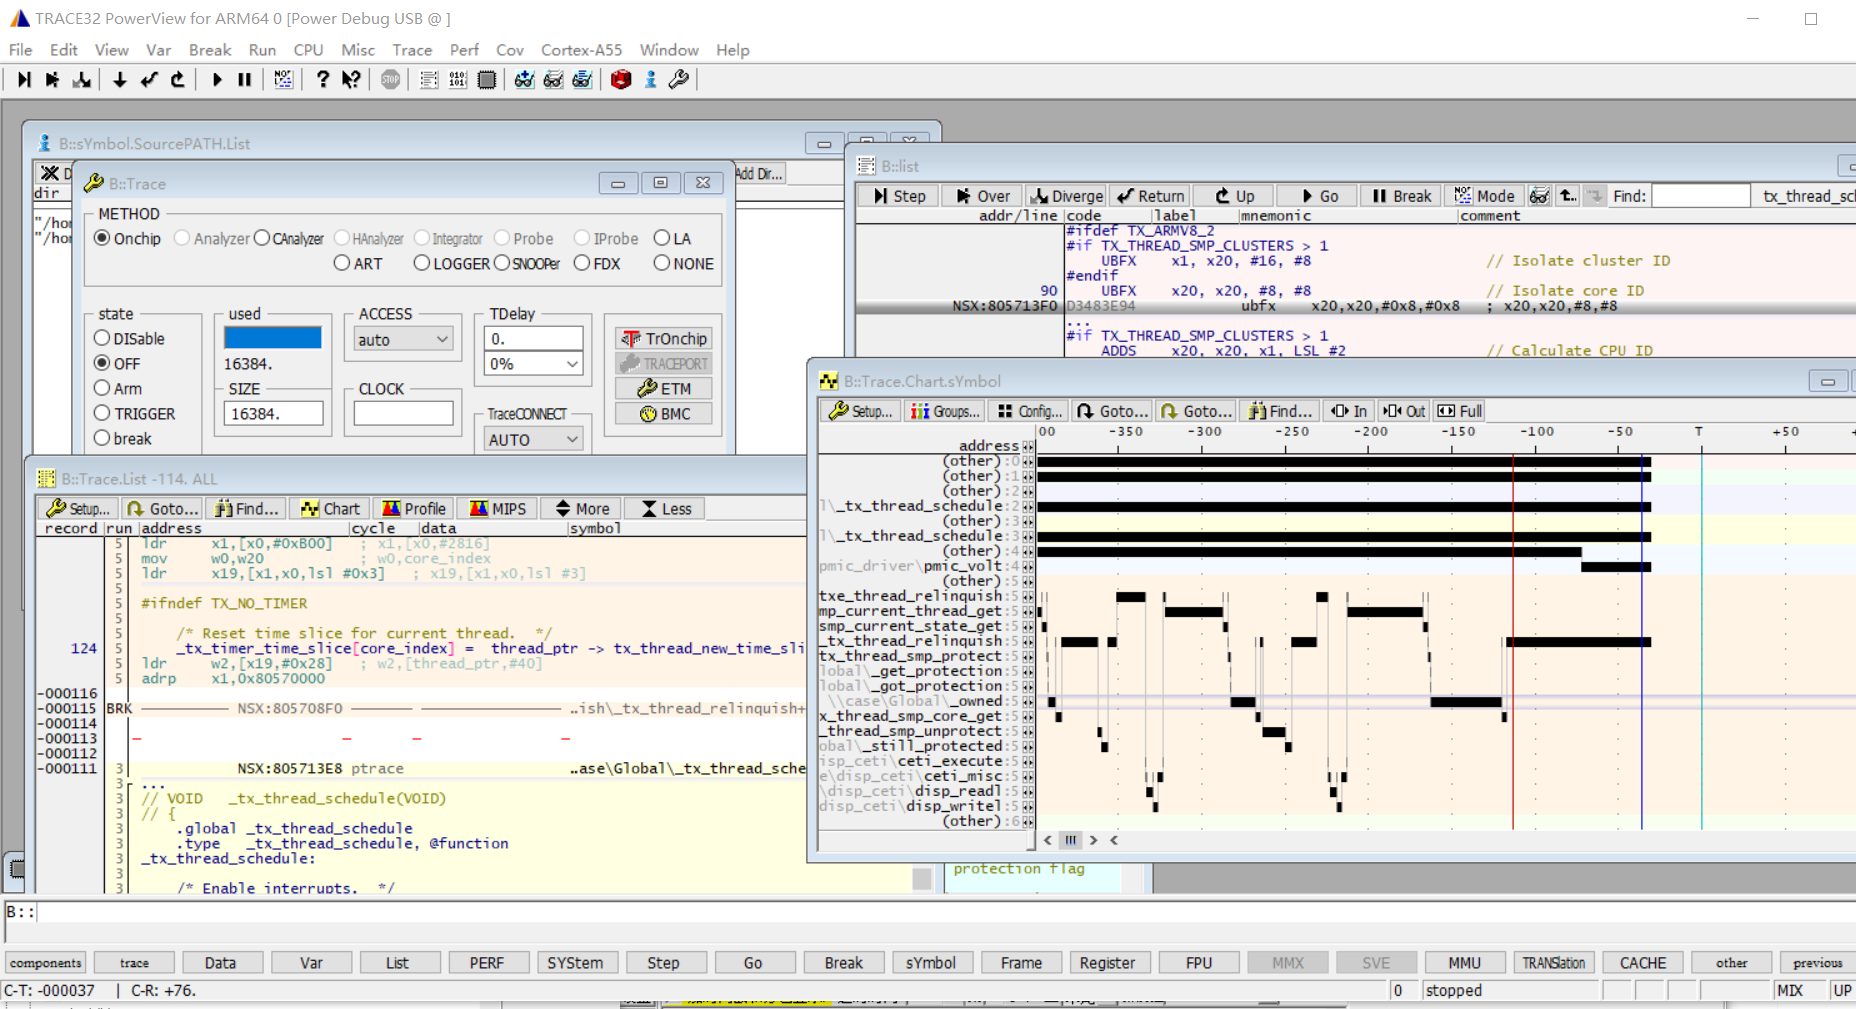 TRACE32 PowerView for ARM64 0 [Power Debug USB @ ]
File Edit View Var Break Run CPU Misc Trace Perf Cov Cortex-A55 Window Help
B::sYmbol.SourcePATH.List
Add Dir...
dir
"/hor
"/hor
B::Trace
METHOD
Onchip Analyzer CAnalyzer HAnalyzer Integrator Probe IProbe LA
ART LOGGER SNOOPer FDX NONE
state used ACCESS TDelay
DISable auto 0. TrOnchip
OFF 16384. 0% TRACEPORT
Arm SIZE CLOCK ETM
TRIGGER 16384. TraceCONNECT BMC
break AUTO
B::list
Step Over Diverge Return Up Go Break Mode Find: tx_thread_scl
addr/line code label mnemonic comment
#ifdef TX_ARMV8_2
#if TX_THREAD_SMP_CLUSTERS > 1
UBFX x1, x20, #16, #8 // Isolate cluster ID
#endif
90 UBFX x20, x20, #8, #8 // Isolate core ID
NSX:805713F0 D3483E94 ubfx x20,x20,#0x8,#0x8 ; x20,x20,#8,#8
...
#if TX_THREAD_SMP_CLUSTERS > 1
ADDS x20, x20, x1, LSL #2 // Calculate CPU ID
B::Trace.Chart.sYmbol
Setup... Groups... Config... Goto... Goto... Find... In Out Full
00 -350 -300 -250 -200 -150 -100 -50 T +50
address
(other):0
(other):1
(other):2
l\_tx_thread_schedule:2
(other):3
l\_tx_thread_schedule:3
(other):4
pmic_driver\pmic_volt:4
(other):5
txe_thread_relinquish:5
mp_current_thread_get:5
smp_current_state_get:5
_tx_thread_relinquish:5
tx_thread_smp_protect:5
lobal\_get_protection:5
lobal\_got_protection:5
\\case\Global\_owned:5
x_thread_smp_core_get:5
_thread_smp_unprotect:5
obal\_still_protected:5
isp_ceti\ceti_execute:5
e\disp_ceti\ceti_misc:5
\disp_ceti\disp_readl:5
disp_ceti\disp_writel:5
(other):6
B::Trace.List -114. ALL
Setup... Goto... Find... Chart Profile MIPS More Less
record run address cycle data symbol
5 ldr x1,[x0,#0xB00] ; x1,[x0,#2816]
5 mov w0,w20 ; w0,core_index
5 ldr x19,[x1,x0,lsl #0x3] ; x19,[x1,x0,lsl #3]
5
5 #ifndef TX_NO_TIMER
5
5 /* Reset time slice for current thread. */
124 5 _tx_timer_time_slice[core_index] = thread_ptr -> tx_thread_new_time_sli
5 ldr w2,[x19,#0x28] ; w2,[thread_ptr,#40]
5 adrp x1,0x80570000
-000116
-000115 BRK NSX:805708F0 ..ish\_tx_thread_relinquish+
-000114
-000113
-000112
-000111 3 NSX:805713E8 ptrace ..ase\Global\_tx_thread_sche
3 ...
3 // VOID _tx_thread_schedule(VOID)
3 // {
3 .global _tx_thread_schedule
3 .type _tx_thread_schedule, @function
3 _tx_thread_schedule:
3
3 /* Enable interrupts. */
protection flag
B::
components trace Data Var List PERF SYStem Step Go Break sYmbol Frame Register FPU MMX SVE MMU TRANSlation CACHE other previous
C-T: -000037 | C-R: +76. 0 stopped MIX UP